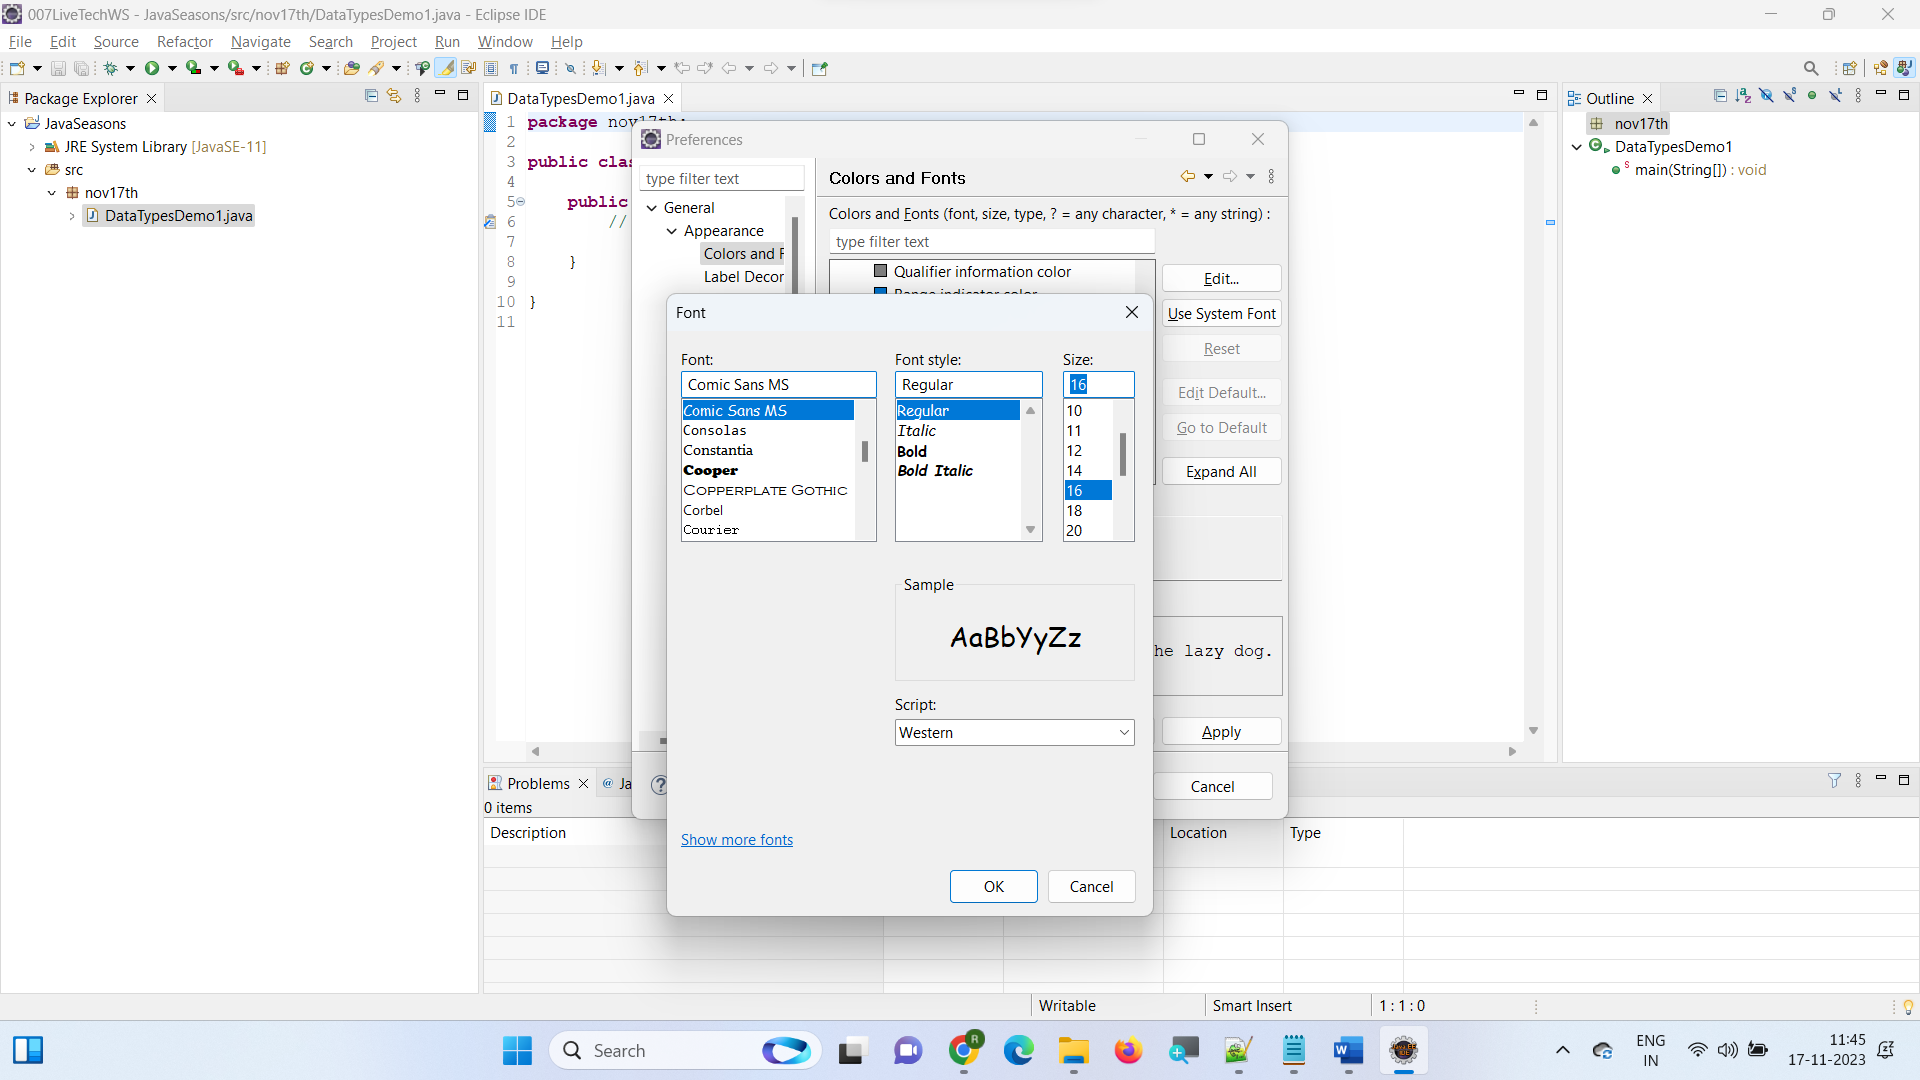 007LiveTechWS - JavaSeasons/src/nov17th/DataTypesDemo1.java - Eclipse IDE
File Edit Source Refactor Navigate Search Project Run Window Help
Package Explorer
JavaSeasons
JRE System Library [JavaSE-11]
src
nov17th
DataTypesDemo1.java
DataTypesDemo1.java
1 package nov17th;
2
3 public clas
4
5 public
6 //
7
8 }
9
10 }
11
Outline
nov17th
DataTypesDemo1
main(String[]) : void
Preferences
type filter text
General
Appearance
Colors and F
Label Decor
Colors and Fonts
Colors and Fonts (font, size, type, ? = any character, * = any string) :
type filter text
Qualifier information color
Range indicator color
Edit...
Use System Font
Reset
Edit Default...
Go to Default
Expand All
he lazy dog.
Apply
Cancel
Font
Font:
Comic Sans MS
Comic Sans MS
Consolas
Constantia
Cooper
Copperplate Gothic
Corbel
Courier
Font style:
Regular
Regular
Italic
Bold
Bold Italic
Size:
16
10
11
12
14
16
18
20
Sample
AaBbYyZz
Script:
Western
Show more fonts
OK Cancel
Problems @ Ja
0 items
Description Location Type
Writable Smart Insert 1 : 1 : 0
Search
R
ENG
IN
11:45
17-11-2023